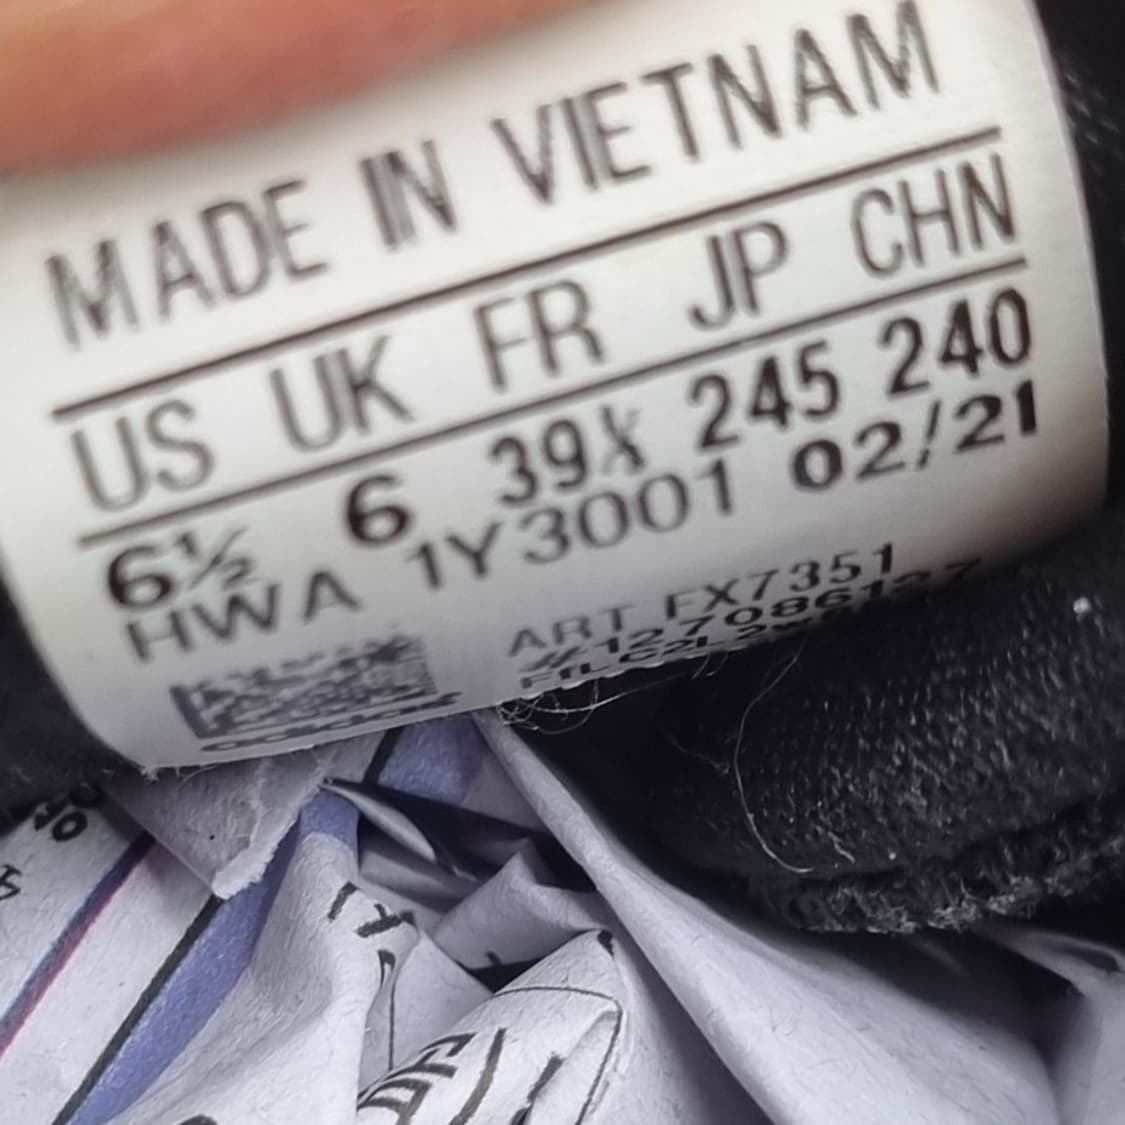 MADE IN VIETNAM
US UK FR JP CHN
6½ 6 39⅓ 245 240
HWA 1Y3001 02/21
ART FX7351
adidas